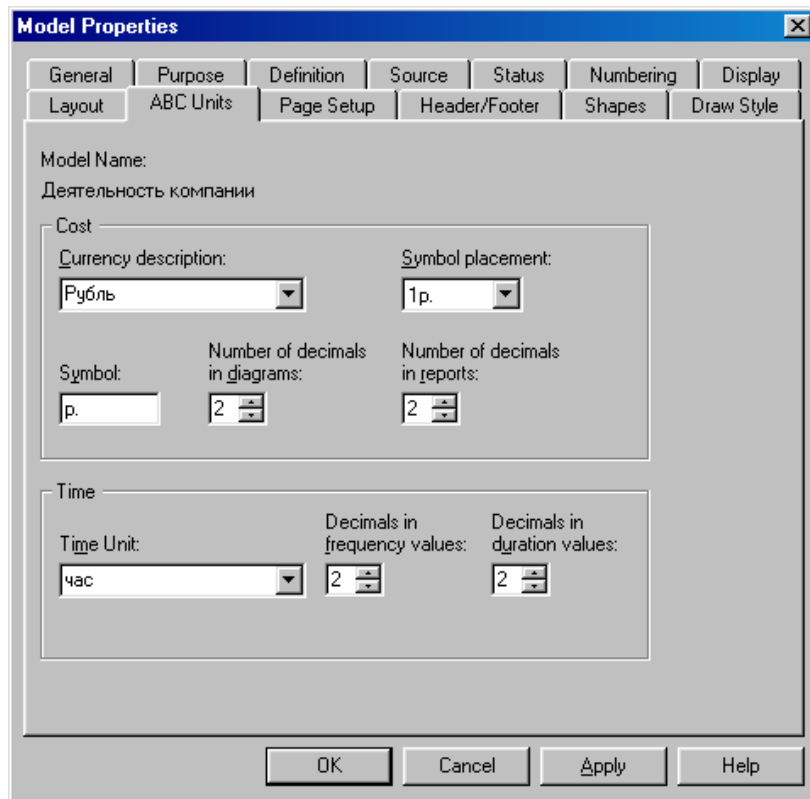 Model Properties
General Purpose Definition Source Status Numbering Display
Layout ABC Units Page Setup Header/Footer Shapes Draw Style
Model Name:
Деятельность компании
Cost
Currency description: Symbol placement:
Рубль 1р.
Number of decimals Number of decimals
Symbol: in diagrams: in reports:
р. 2 2
Time
Decimals in Decimals in
Time Unit: frequency values: duration values:
час 2 2
OK Cancel Apply Help